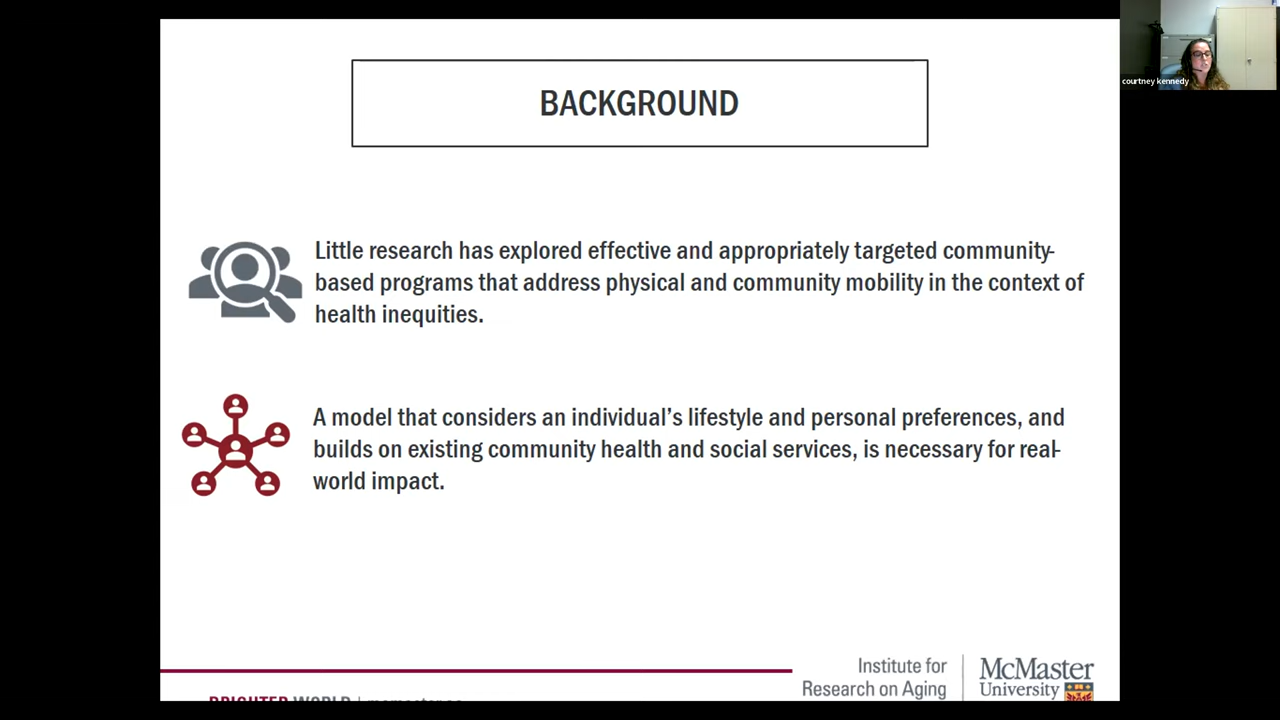 courtney kennedy
BACKGROUND
Little research has explored effective and appropriately targeted community-
based programs that address physical and community mobility in the context of
health inequities.
A model that considers an individual's lifestyle and personal preferences, and
builds on existing community health and social services, is necessary for real-
world impact.
Institute for
Research on Aging
McMaster
University
BRIGHTER WORLD